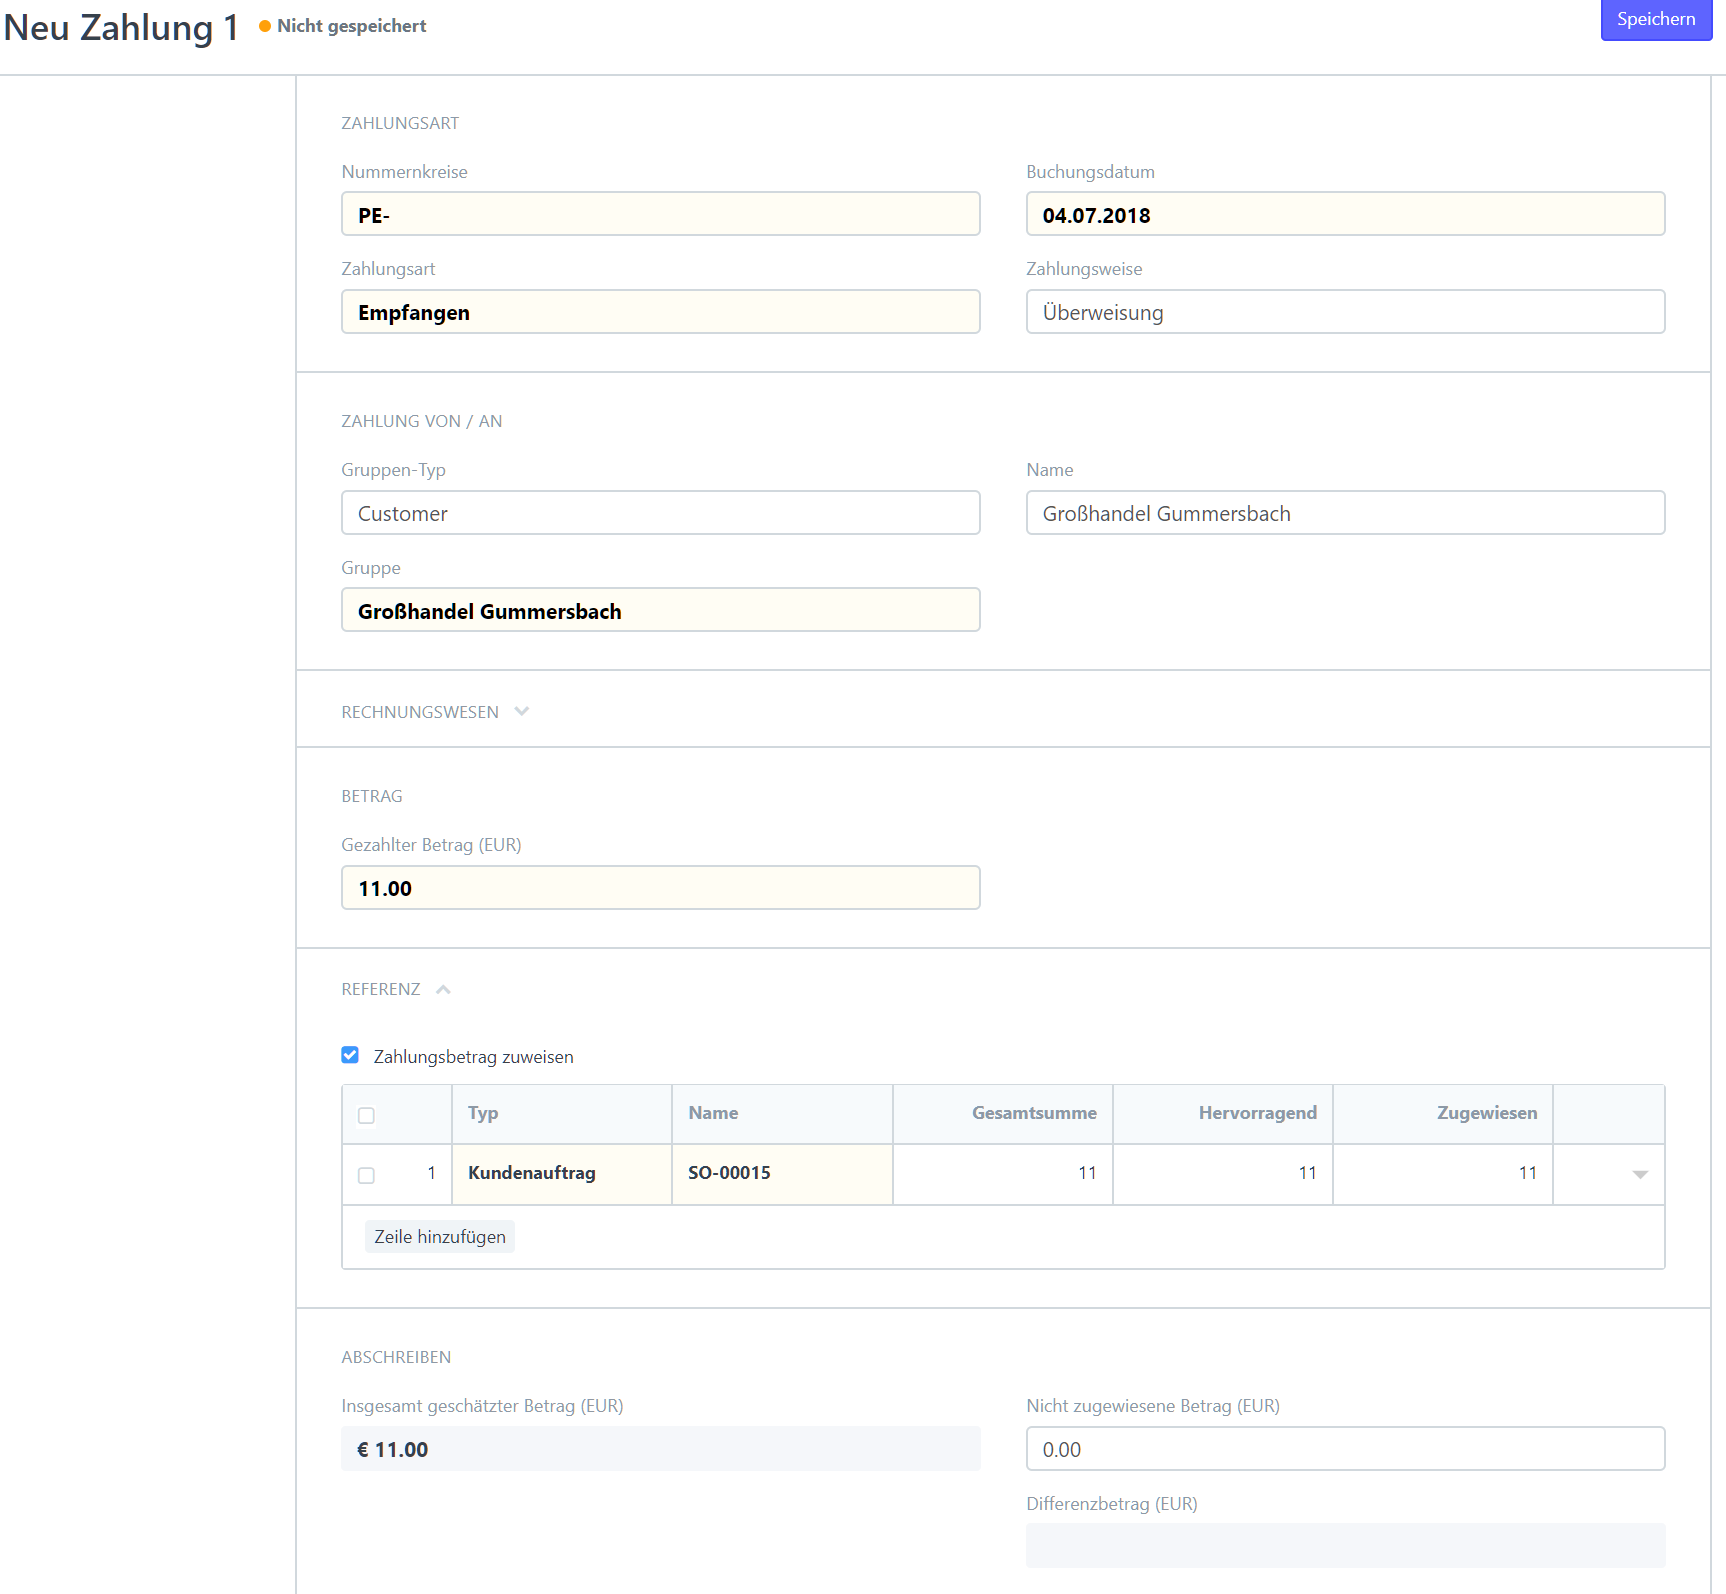 Neu Zahlung 1 Nicht gespeichert Speichern
ZAHLUNGSART
Nummernkreise Buchungsdatum
PE- 04.07.2018
Zahlungsart Zahlungsweise
Empfangen Überweisung
ZAHLUNG VON / AN
Gruppen-Typ Name
Customer Großhandel Gummersbach
Gruppe
Großhandel Gummersbach
RECHNUNGSWESEN
BETRAG
Gezahlter Betrag (EUR)
11.00
REFERENZ
Zahlungsbetrag zuweisen
Typ Name Gesamtsumme Hervorragend Zugewiesen
1 Kundenauftrag SO-00015 11 11 11
Zeile hinzufügen
ABSCHREIBEN
Insgesamt geschätzter Betrag (EUR) Nicht zugewiesene Betrag (EUR)
€ 11.00 0.00
Differenzbetrag (EUR)